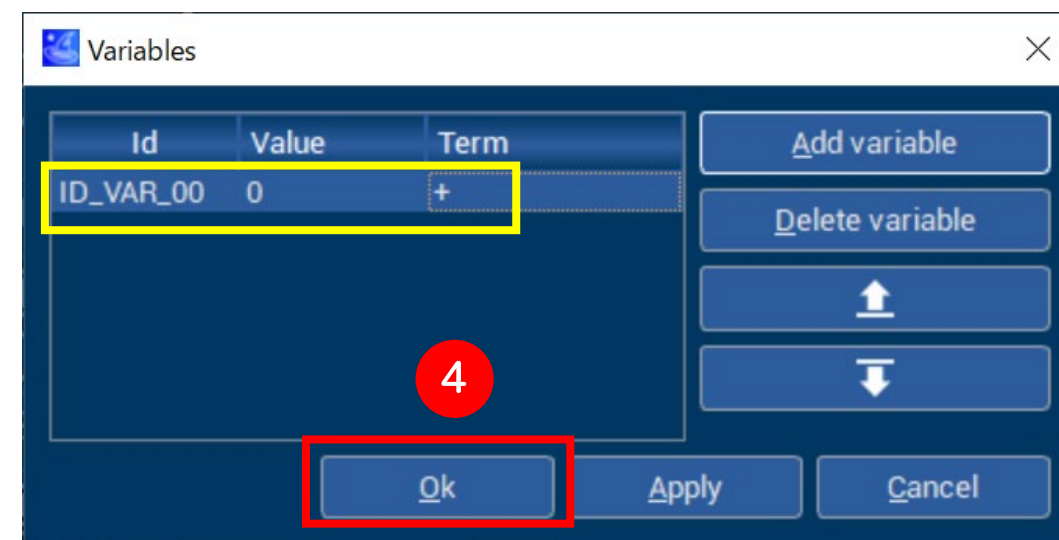 Variables
Id Value Term
ID_VAR_00 0 +
Add variable
Delete variable
4
Ok Apply Cancel